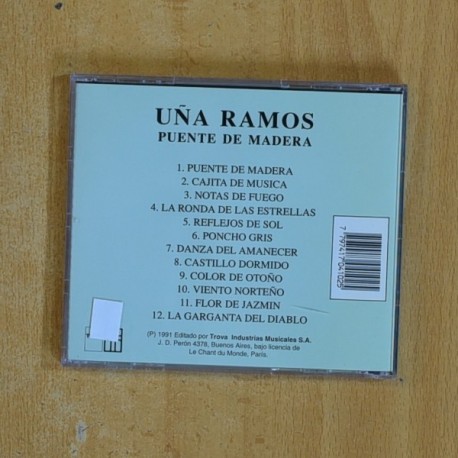 UÑA RAMOS
PUENTE DE MADERA
1. PUENTE DE MADERA
2. CAJITA DE MUSICA
3. NOTAS DE FUEGO
4. LA RONDA DE LAS ESTRELLAS
5. REFLEJOS DE SOL
6. PONCHO GRIS
7. DANZA DEL AMANECER
8. CASTILLO DORMIDO
9. COLOR DE OTOÑO
10. VIENTO NORTEÑO
11. FLOR DE JAZMIN
12. LA GARGANTA DEL DIABLO
(P) 1991 Editado por Trova Industrias Musicales S.A.
J. D. Perón 4378, Buenos Aires, bajo licencia de
Le Chant du Monde, París.